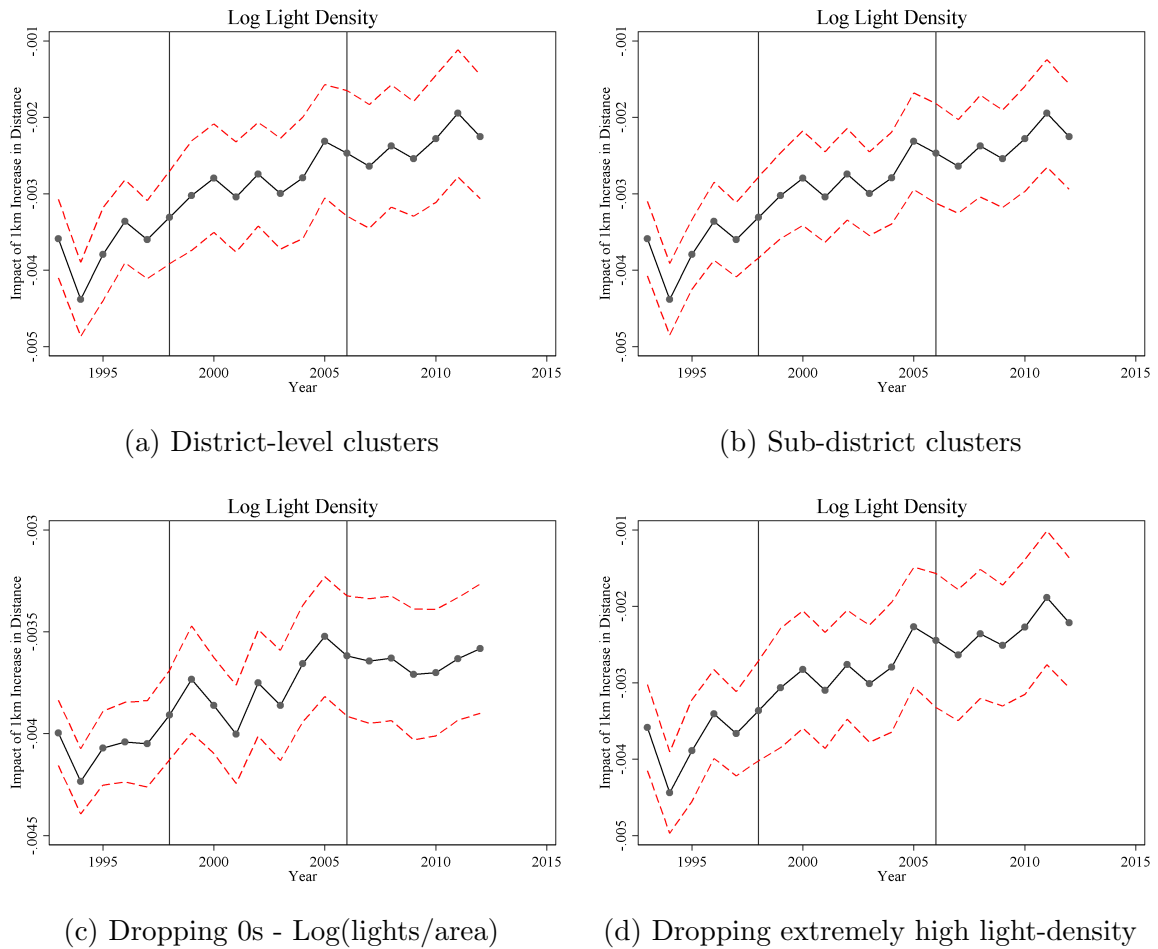 Log Light Density
Impact of 1km Increase in Distance
-.001
-.002
-.003
-.004
-.005
1995 2000 2005 2010 2015
Year
(a) District-level clusters
Log Light Density
Impact of 1km Increase in Distance
-.001
-.002
-.003
-.004
-.005
1995 2000 2005 2010 2015
Year
(b) Sub-district clusters
Log Light Density
Impact of 1km Increase in Distance
-.003
-.0035
-.004
-.0045
1995 2000 2005 2010 2015
Year
(c) Dropping 0s - Log(lights/area)
Log Light Density
Impact of 1km Increase in Distance
-.001
-.002
-.003
-.004
-.005
1995 2000 2005 2010 2015
Year
(d) Dropping extremely high light-density